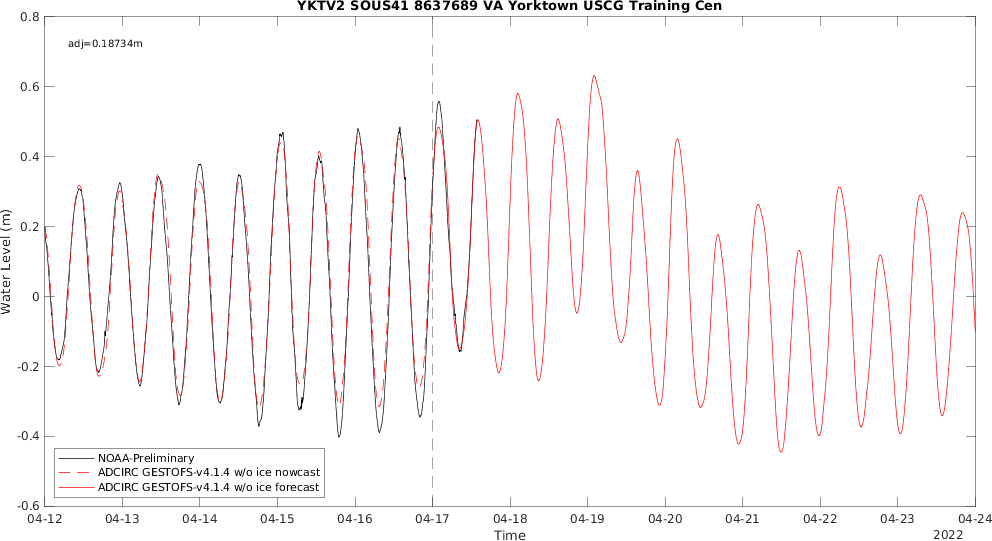 YKTV2 SOUS41 8637689 VA Yorktown USCG Training Cen
adj=0.18734m
0.8
0.6
0.4
0.2
0
-0.2
-0.4
-0.6
Water Level (m)
NOAA-Preliminary
ADCIRC GESTOFS-v4.1.4 w/o ice nowcast
ADCIRC GESTOFS-v4.1.4 w/o ice forecast
04-12 04-13 04-14 04-15 04-16 04-17 04-18 04-19 04-20 04-21 04-22 04-23 04-24
Time
2022